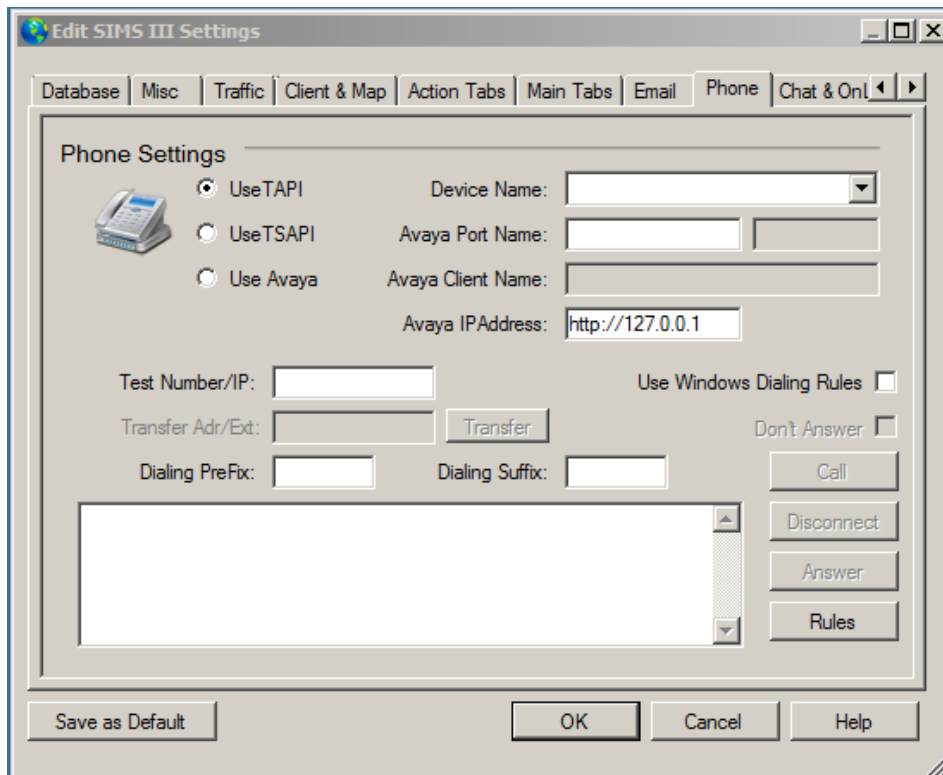 Edit SIMS III Settings
Database Misc Traffic Client & Map Action Tabs Main Tabs Email Phone Chat & OnL
Phone Settings
UseTAPI Device Name:
UseTSAPI Avaya Port Name:
Use Avaya Avaya Client Name:
Avaya IPAddress: http://127.0.0.1
Test Number/IP: Use Windows Dialing Rules
Transfer Adr/Ext: Transfer Don't Answer
Dialing PreFix: Dialing Suffix: Call
Disconnect
Answer
Rules
Save as Default OK Cancel Help